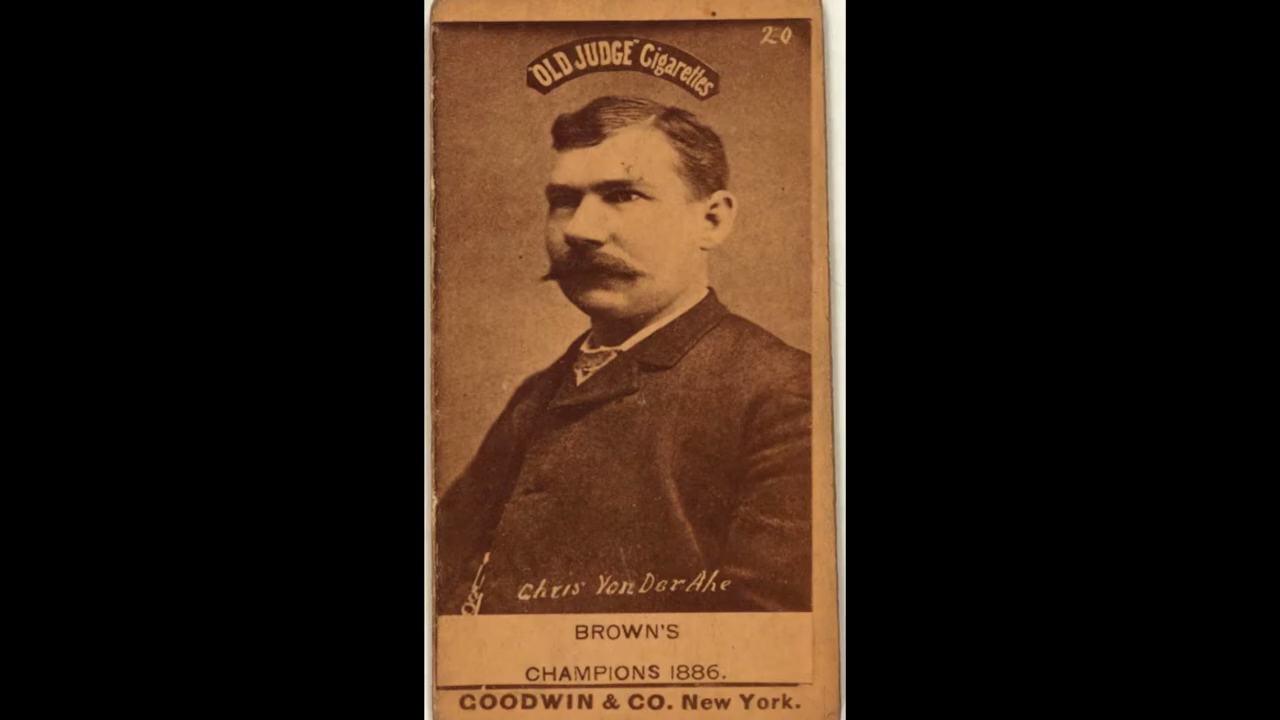 20
"OLD JUDGE" Cigarettes
Chris Von Der Ahe
BROWN'S
CHAMPIONS 1886.
GOODWIN & CO. New York.